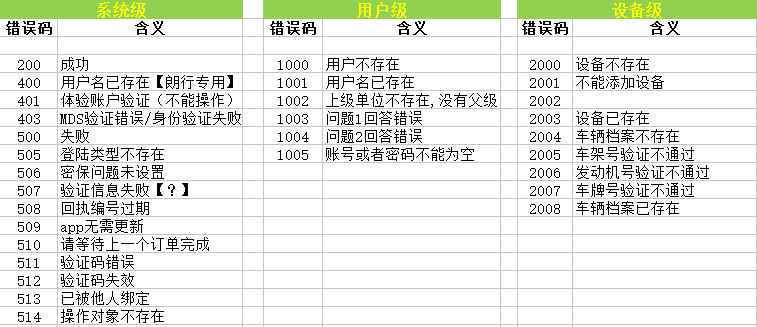 系统级 用户级 设备级
错误码 含义 错误码 含义 错误码 含义
200 成功 1000 用户不存在 2000 设备不存在
400 用户名已存在【朗行专用】 1001 用户名已存在 2001 不能添加设备
401 体验账户验证（不能操作） 1002 上级单位不存在,没有父级 2002
403 MDS验证错误/身份验证失败 1003 问题1回答错误 2003 设备已存在
500 失败 1004 问题2回答错误 2004 车辆档案不存在
505 登陆类型不存在 1005 账号或者密码不能为空 2005 车架号验证不通过
506 密保问题未设置 2006 发动机号验证不通过
507 验证信息失败【？】 2007 车牌号验证不通过
508 回执编号过期 2008 车辆档案已存在
509 app无需更新
510 请等待上一个订单完成
511 验证码错误
512 验证码失效
513 已被他人绑定
514 操作对象不存在